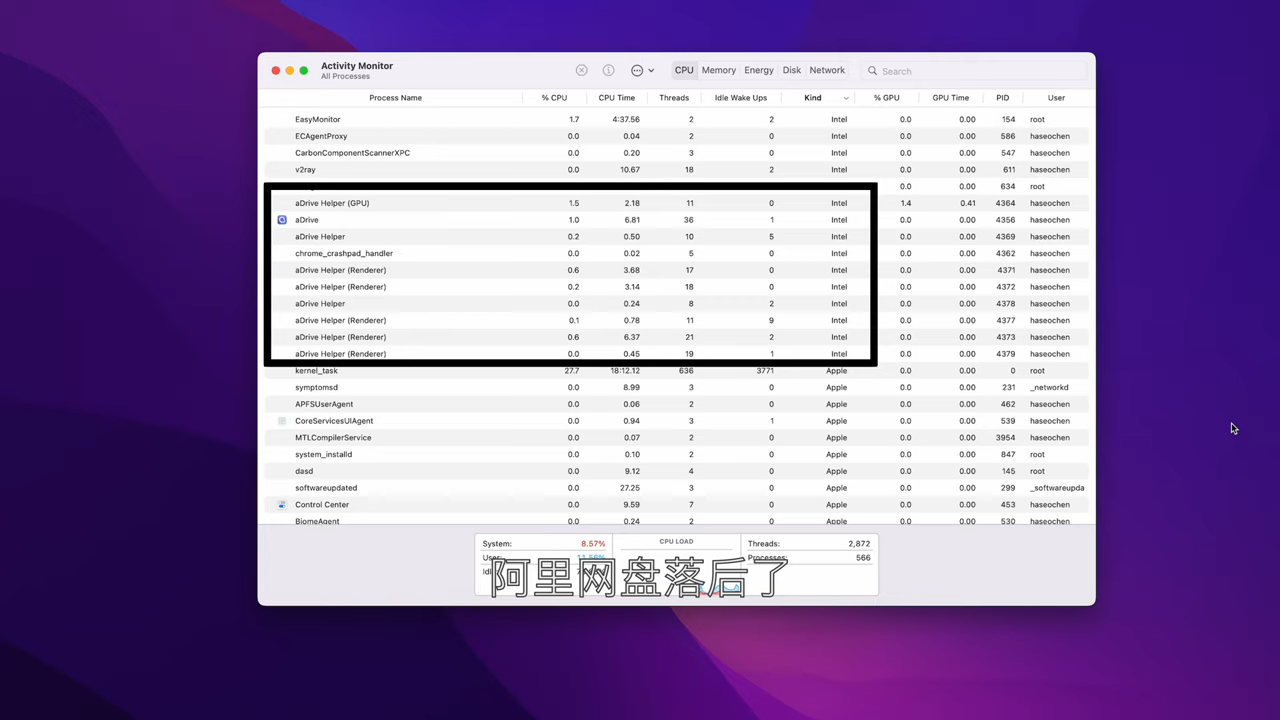 Activity Monitor
All Processes
CPU Memory Energy Disk Network Search
Process Name % CPU CPU Time Threads Idle Wake Ups Kind % GPU GPU Time PID User
EasyMonitor 1.7 4:37.56 2 2 Intel 0.0 0.00 154 root
ECAgentProxy 0.0 0.04 2 0 Intel 0.0 0.00 586 haseochen
CarbonComponentScannerXPC 0.0 0.20 3 0 Intel 0.0 0.00 547 haseochen
v2ray 0.0 10.67 18 2 Intel 0.0 0.00 611 haseochen
0.0 0.00 634 root
aDrive Helper (GPU) 1.5 2.18 11 0 Intel 1.4 0.41 4364 haseochen
aDrive 1.0 6.81 36 1 Intel 0.0 0.00 4356 haseochen
aDrive Helper 0.2 0.50 10 5 Intel 0.0 0.00 4369 haseochen
chrome_crashpad_handler 0.0 0.02 5 0 Intel 0.0 0.00 4362 haseochen
aDrive Helper (Renderer) 0.6 3.68 17 0 Intel 0.0 0.00 4371 haseochen
aDrive Helper (Renderer) 0.2 3.14 18 0 Intel 0.0 0.00 4372 haseochen
aDrive Helper 0.0 0.24 8 2 Intel 0.0 0.00 4378 haseochen
aDrive Helper (Renderer) 0.1 0.78 11 9 Intel 0.0 0.00 4377 haseochen
aDrive Helper (Renderer) 0.6 6.37 21 2 Intel 0.0 0.00 4373 haseochen
aDrive Helper (Renderer) 0.0 0.45 19 1 Intel 0.0 0.00 4379 haseochen
kernel_task 27.7 18:12.12 636 3771 Apple 0.0 0.00 0 root
symptomsd 0.0 8.99 3 0 Apple 0.0 0.00 231 _networkd
APFSUserAgent 0.0 0.06 2 0 Apple 0.0 0.00 462 haseochen
CoreServicesUIAgent 0.0 0.94 3 1 Apple 0.0 0.00 539 haseochen
MTLCompilerService 0.0 0.07 2 0 Apple 0.0 0.00 3954 haseochen
system_installd 0.0 0.10 2 0 Apple 0.0 0.00 847 root
dasd 0.0 9.12 4 0 Apple 0.0 0.00 145 root
softwareupdated 0.0 27.25 3 0 Apple 0.0 0.00 299 _softwareupda
Control Center 0.0 9.59 7 0 Apple 0.0 0.00 453 haseochen
BiomeAgent 0.0 0.24 2 0 Apple 0.0 0.00 530 haseochen
System: 8.57% CPU LOAD Threads: 2,872
User: Processes: 566
阿里网盘落后了